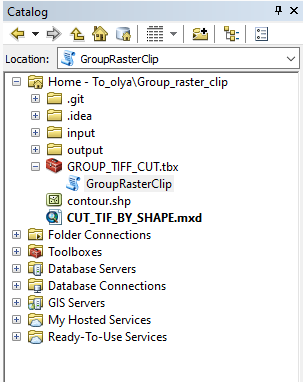 Catalog
Location: GroupRasterClip
Home - To_olya\Group_raster_clip
.git
.idea
input
output
GROUP_TIFF_CUT.tbx
GroupRasterClip
contour.shp
CUT_TIF_BY_SHAPE.mxd
Folder Connections
Toolboxes
Database Servers
Database Connections
GIS Servers
My Hosted Services
Ready-To-Use Services